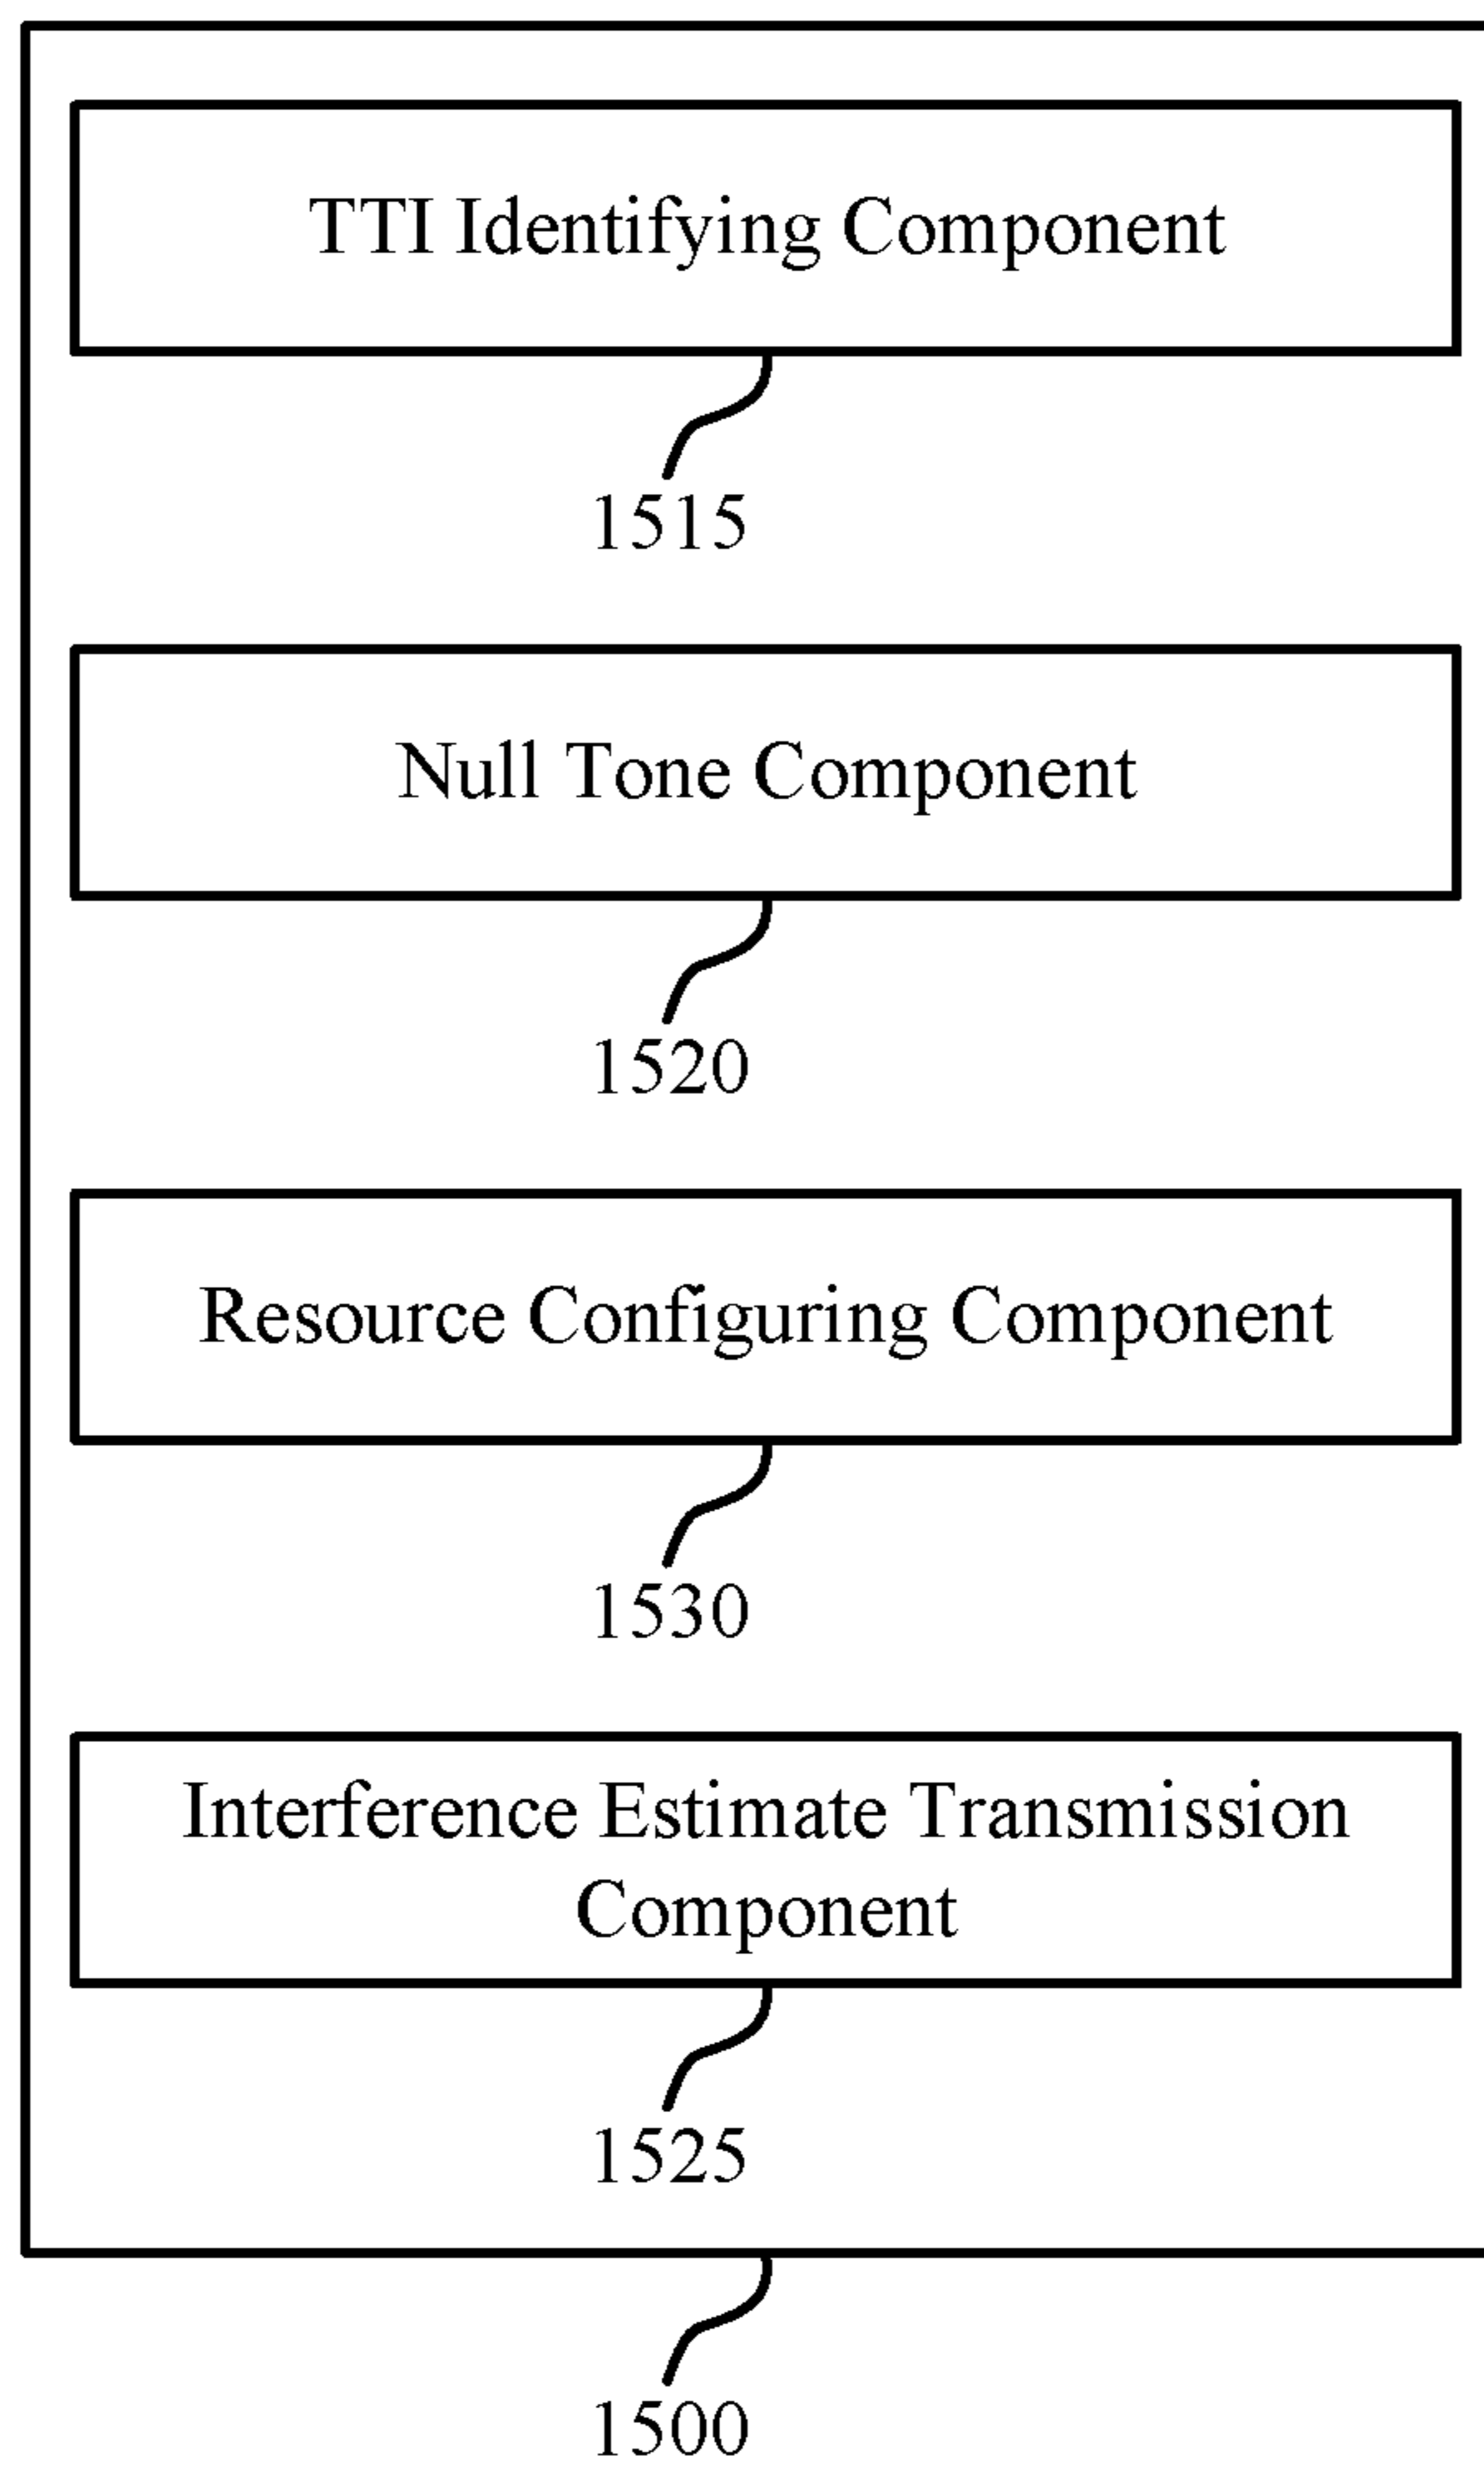 TTI Identifying Component
1515
Null Tone Component
1520
Resource Configuring Component
1530
Interference Estimate Transmission
Component
1525
1500